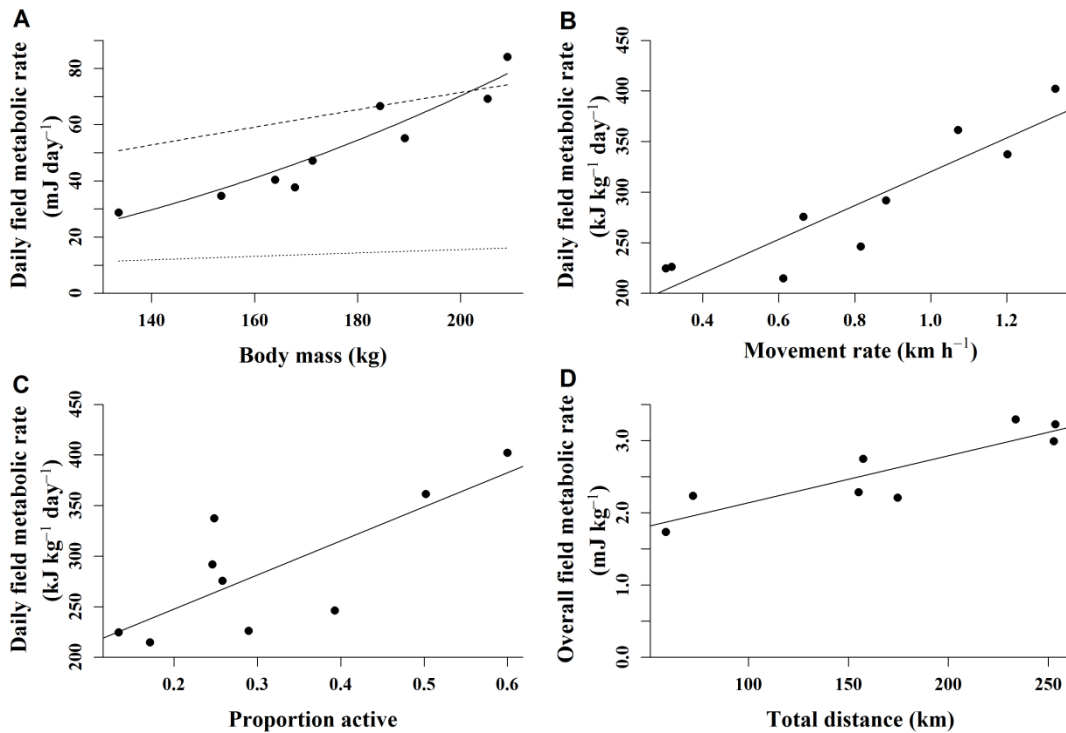 A
Daily field metabolic rate
(mJ day⁻¹)
80
60
40
20
0
140
160
180
200
Body mass (kg)
B
Daily field metabolic rate
(kJ kg⁻¹ day⁻¹)
450
400
350
300
250
200
0.4
0.6
0.8
1.0
1.2
Movement rate (km h⁻¹)
C
Daily field metabolic rate
(kJ kg⁻¹ day⁻¹)
450
400
350
300
250
200
0.2
0.3
0.4
0.5
0.6
Proportion active
D
Overall field metabolic rate
(mJ kg⁻¹)
3.0
2.0
1.0
0.0
100
150
200
250
Total distance (km)